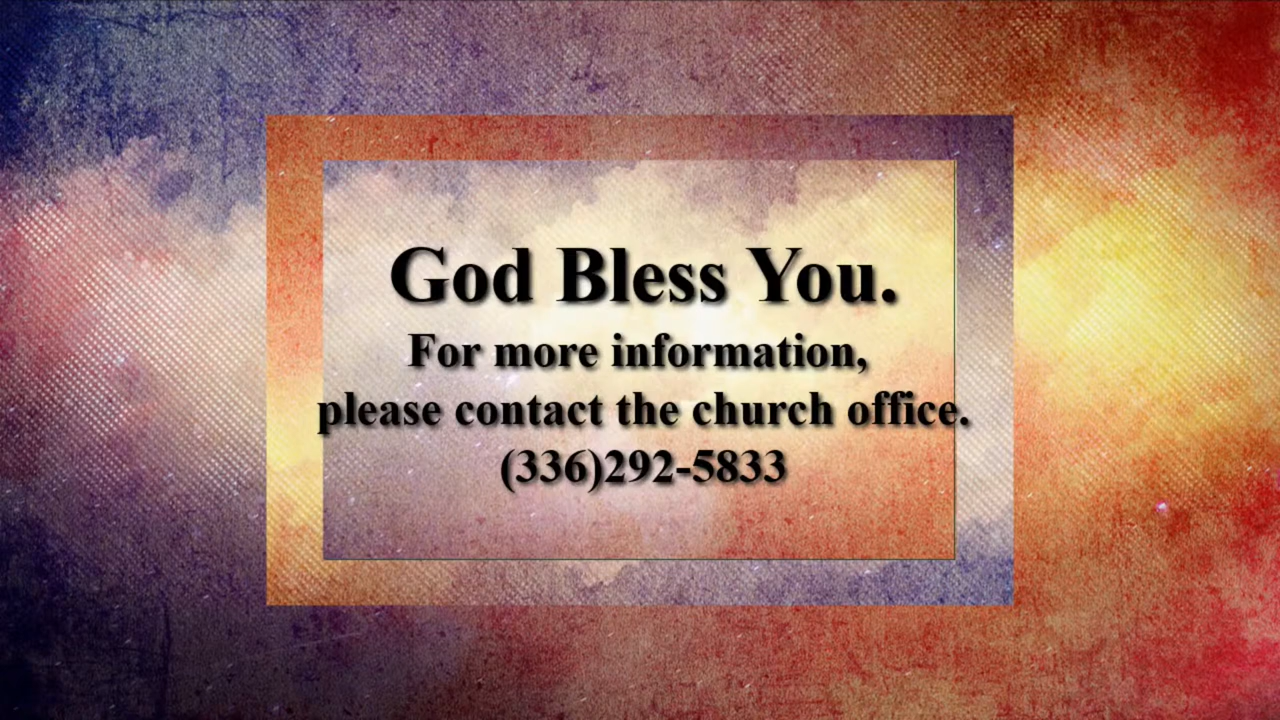 God Bless You.
For more information,
please contact the church office.
(336)292-5833